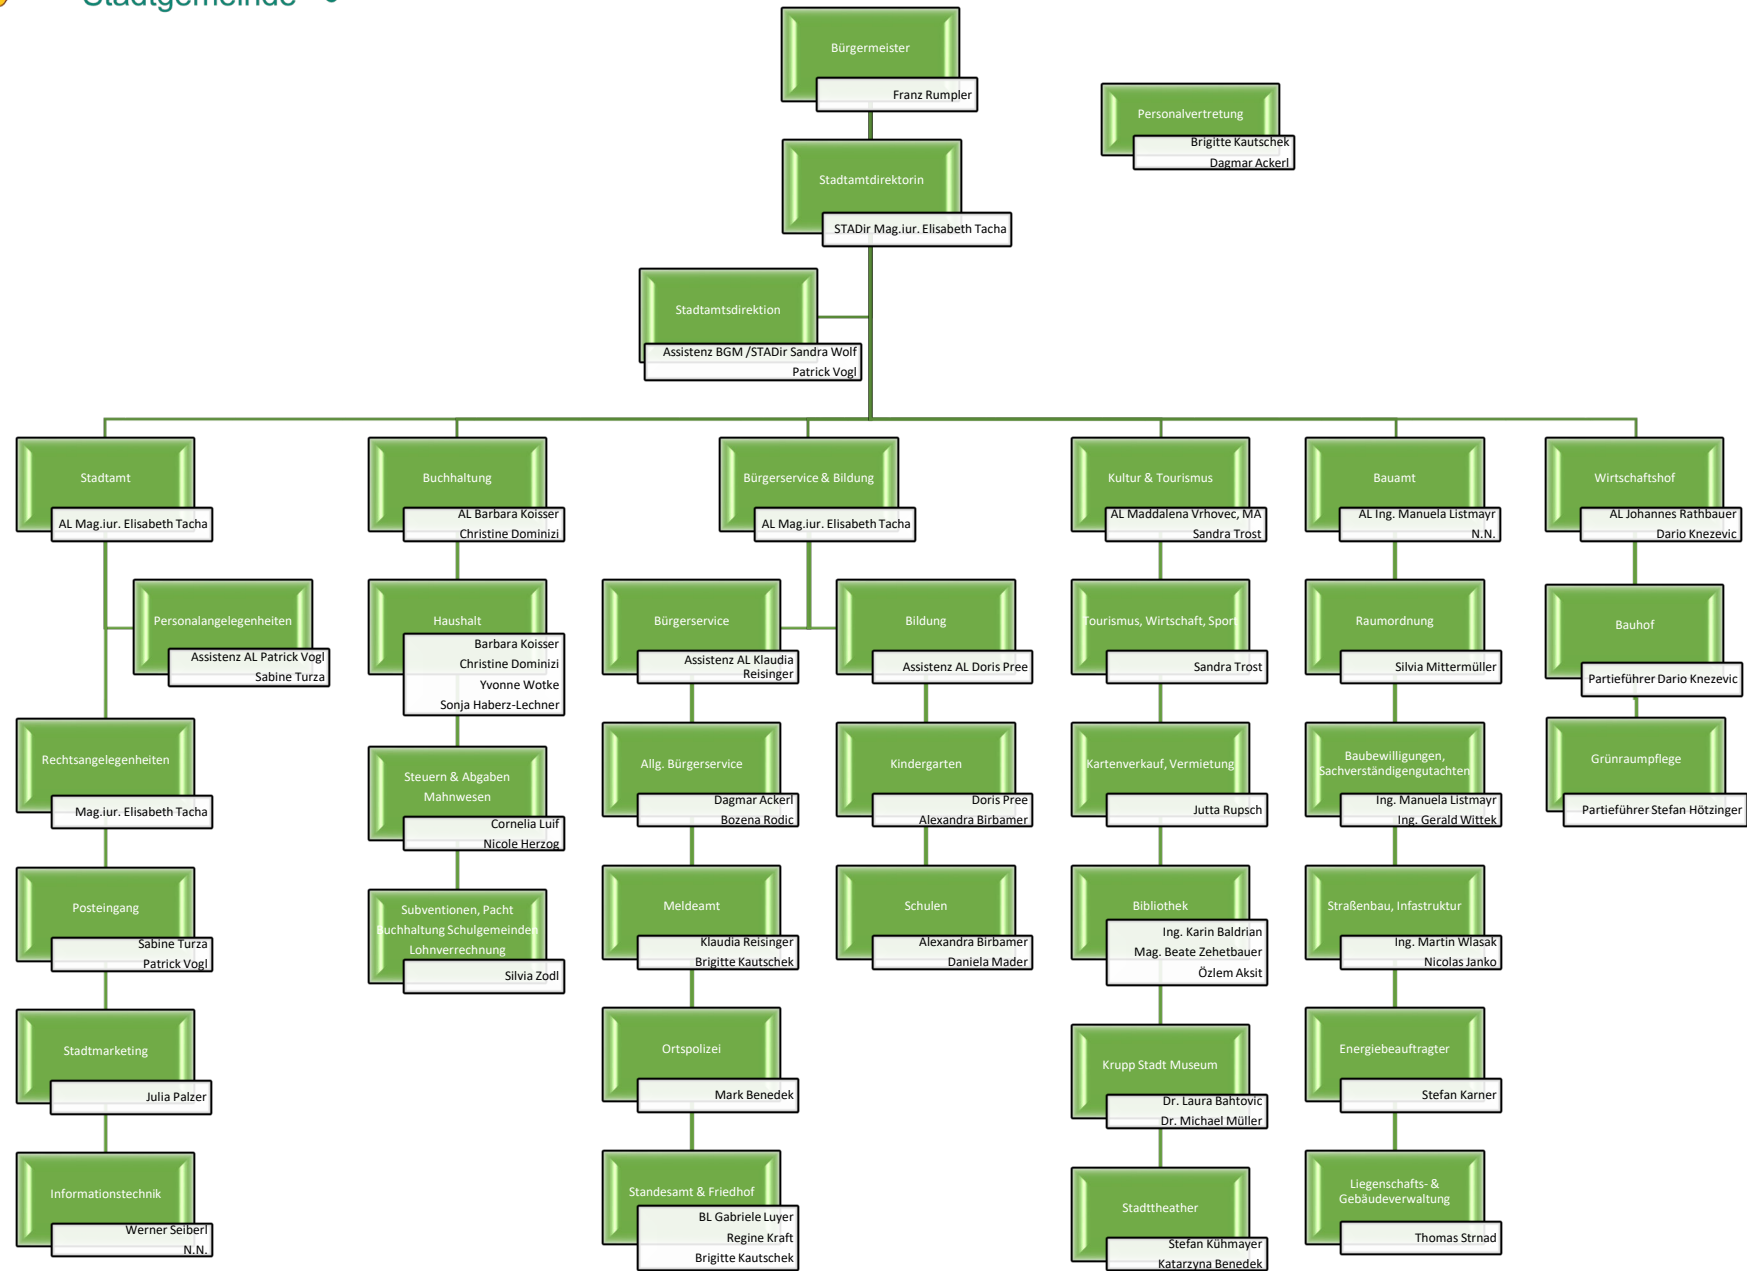 Stadtgemeinde
Bürgermeister
Franz Rumpler
Personalvertretung
Brigitte Kautschek
Dagmar Ackerl
Stadtamtdirektorin
STADir Mag.iur. Elisabeth Tacha
Stadtamtsdirektion
Assistenz BGM /STADir Sandra Wolf
Patrick Vogl
Stadtamt
AL Mag.iur. Elisabeth Tacha
Personalangelegenheiten
Assistenz AL Patrick Vogl
Sabine Turza
Rechtsangelegenheiten
Mag.iur. Elisabeth Tacha
Posteingang
Sabine Turza
Patrick Vogl
Stadtmarketing
Julia Palzer
Informationstechnik
Werner Seiberl
N.N.
Buchhaltung
AL Barbara Koisser
Christine Dominizi
Haushalt
Barbara Koisser
Christine Dominizi
Yvonne Wotke
Sonja Haberz-Lechner
Steuern & Abgaben
Mahnwesen
Cornelia Luif
Nicole Herzog
Subventionen, Pacht
Buchhaltung Schulgemeinden
Lohnverrechnung
Silvia Zodl
Bürgerservice & Bildung
AL Mag.iur. Elisabeth Tacha
Bürgerservice
Assistenz AL Klaudia
Reisinger
Allg. Bürgerservice
Dagmar Ackerl
Bozena Rodic
Meldeamt
Klaudia Reisinger
Brigitte Kautschek
Ortspolizei
Mark Benedek
Standesamt & Friedhof
BL Gabriele Luyer
Regine Kraft
Brigitte Kautschek
Bildung
Assistenz AL Doris Pree
Kindergarten
Doris Pree
Alexandra Birbamer
Schulen
Alexandra Birbamer
Daniela Mader
Kultur & Tourismus
AL Maddalena Vrhovec, MA
Sandra Trost
Tourismus, Wirtschaft, Sport
Sandra Trost
Kartenverkauf, Vermietung
Jutta Rupsch
Bibliothek
Ing. Karin Baldrian
Mag. Beate Zehetbauer
Özlem Aksit
Krupp Stadt Museum
Dr. Laura Bahtovic
Dr. Michael Müller
Stadttheather
Stefan Kühmayer
Katarzyna Benedek
Bauamt
AL Ing. Manuela Listmayr
N.N.
Raumordnung
Silvia Mittermüller
Baubewilligungen,
Sachverständigengutachten
Ing. Manuela Listmayr
Ing. Gerald Wittek
Straßenbau, Infastruktur
Ing. Martin Wlasak
Nicolas Janko
Energiebeauftragter
Stefan Karner
Liegenschafts- &
Gebäudeverwaltung
Thomas Strnad
Wirtschaftshof
AL Johannes Rathbauer
Dario Knezevic
Bauhof
Partieführer Dario Knezevic
Grünraumpflege
Partieführer Stefan Hötzinger